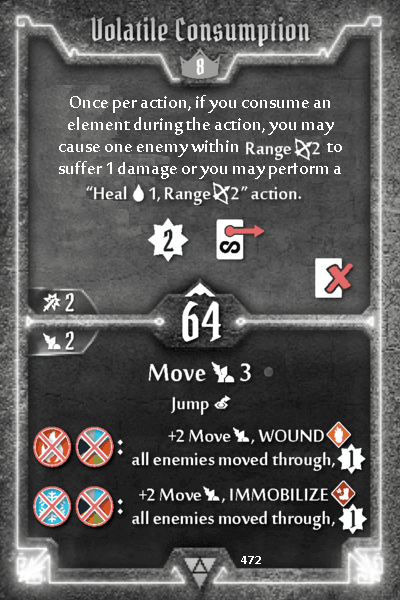 Volatile Consumption
8
Once per action, if you consume an
element during the action, you may
cause one enemy within Range 2 to
suffer 1 damage or you may perform a
“Heal 1, Range 2” action.
2
2
64
2
Move 3
Jump
: +2 Move, WOUND
all enemies moved through, 1
: +2 Move, IMMOBILIZE
all enemies moved through, 1
472